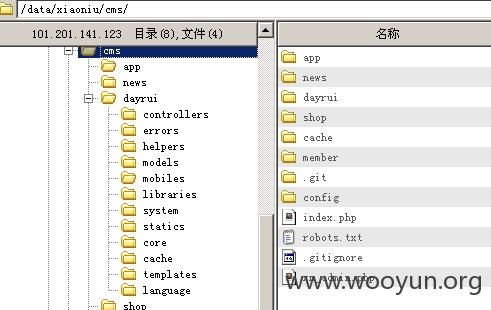 /data/xiaoniu/cms/
101.201.141.123 目录(8),文件(4)
名称
cms
app
news
dayrui
controllers
errors
helpers
models
mobiles
libraries
system
statics
core
cache
templates
language
shop
app
news
dayrui
shop
cache
member
.git
config
index.php
robots.txt
.gitignore
www.wooyun.org